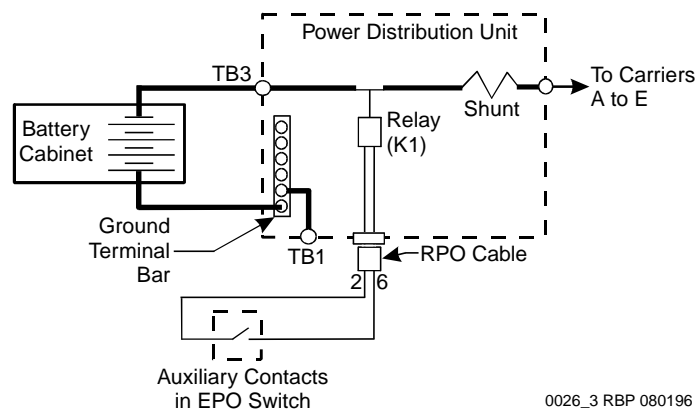 Power Distribution Unit
TB3
To Carriers
A to E
Shunt
Battery
Cabinet
Relay
(K1)
Ground
Terminal
Bar
TB1
RPO Cable
2 6
Auxiliary Contacts
in EPO Switch
0026_3 RBP 080196